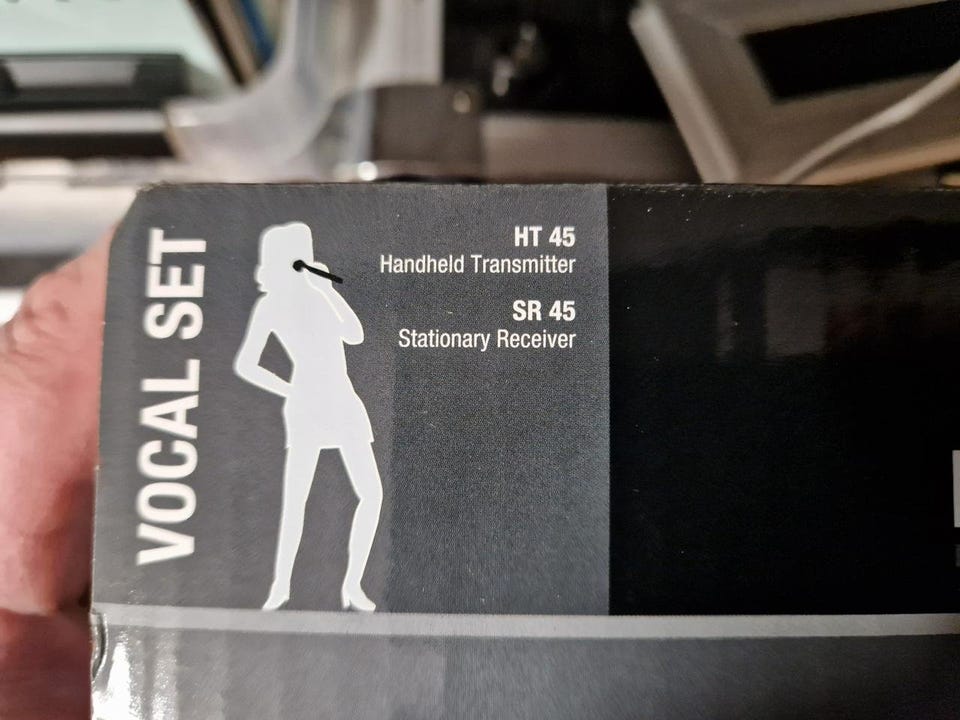 VOCAL SET
HT 45
Handheld Transmitter
SR 45
Stationary Receiver